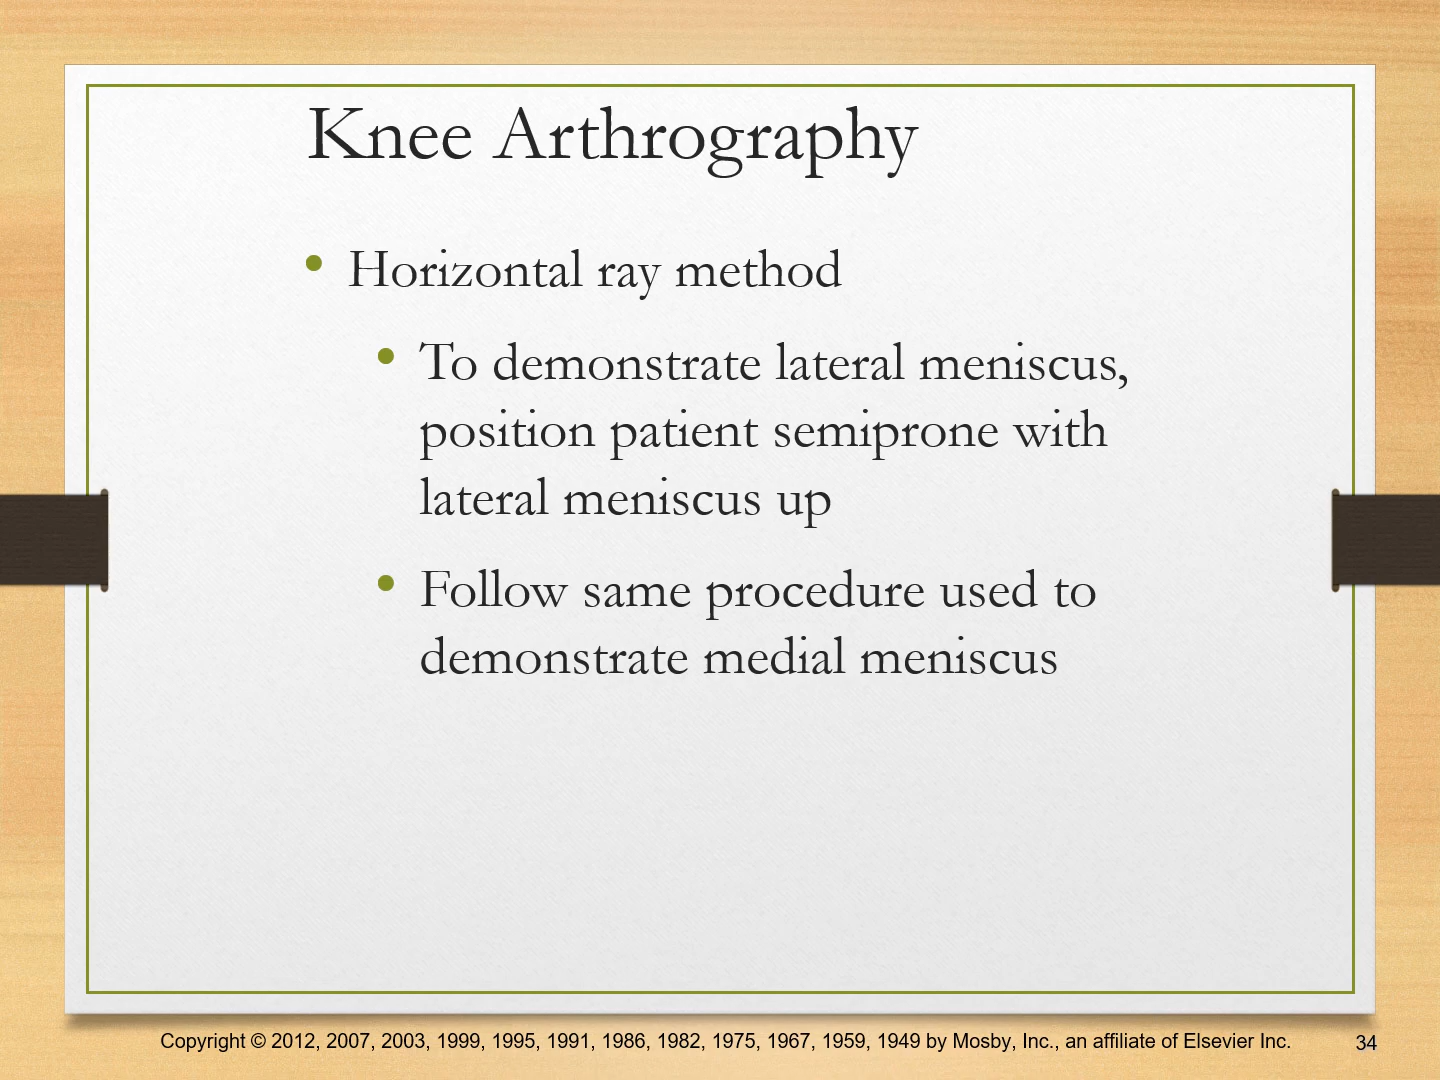 Knee Arthrography
• Horizontal ray method
• To demonstrate lateral meniscus,
position patient semiprone with
lateral meniscus up
• Follow same procedure used to
demonstrate medial meniscus
Copyright © 2012, 2007, 2003, 1999, 1995, 1991, 1986, 1982, 1975, 1967, 1959, 1949 by Mosby, Inc., an affiliate of Elsevier Inc.
34